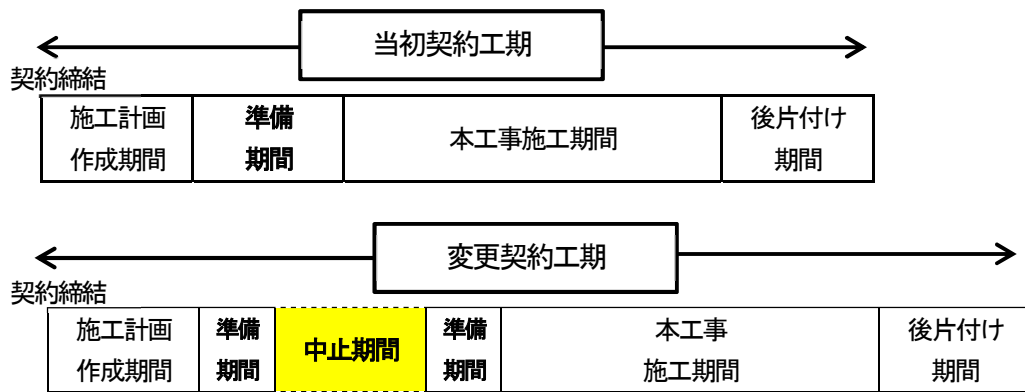 当初契約工期
契約締結
施工計画
作成期間
準備
期間
本工事施工期間
後片付け
期間
変更契約工期
契約締結
施工計画
作成期間
準備
期間
中止期間
準備
期間
本工事
施工期間
後片付け
期間